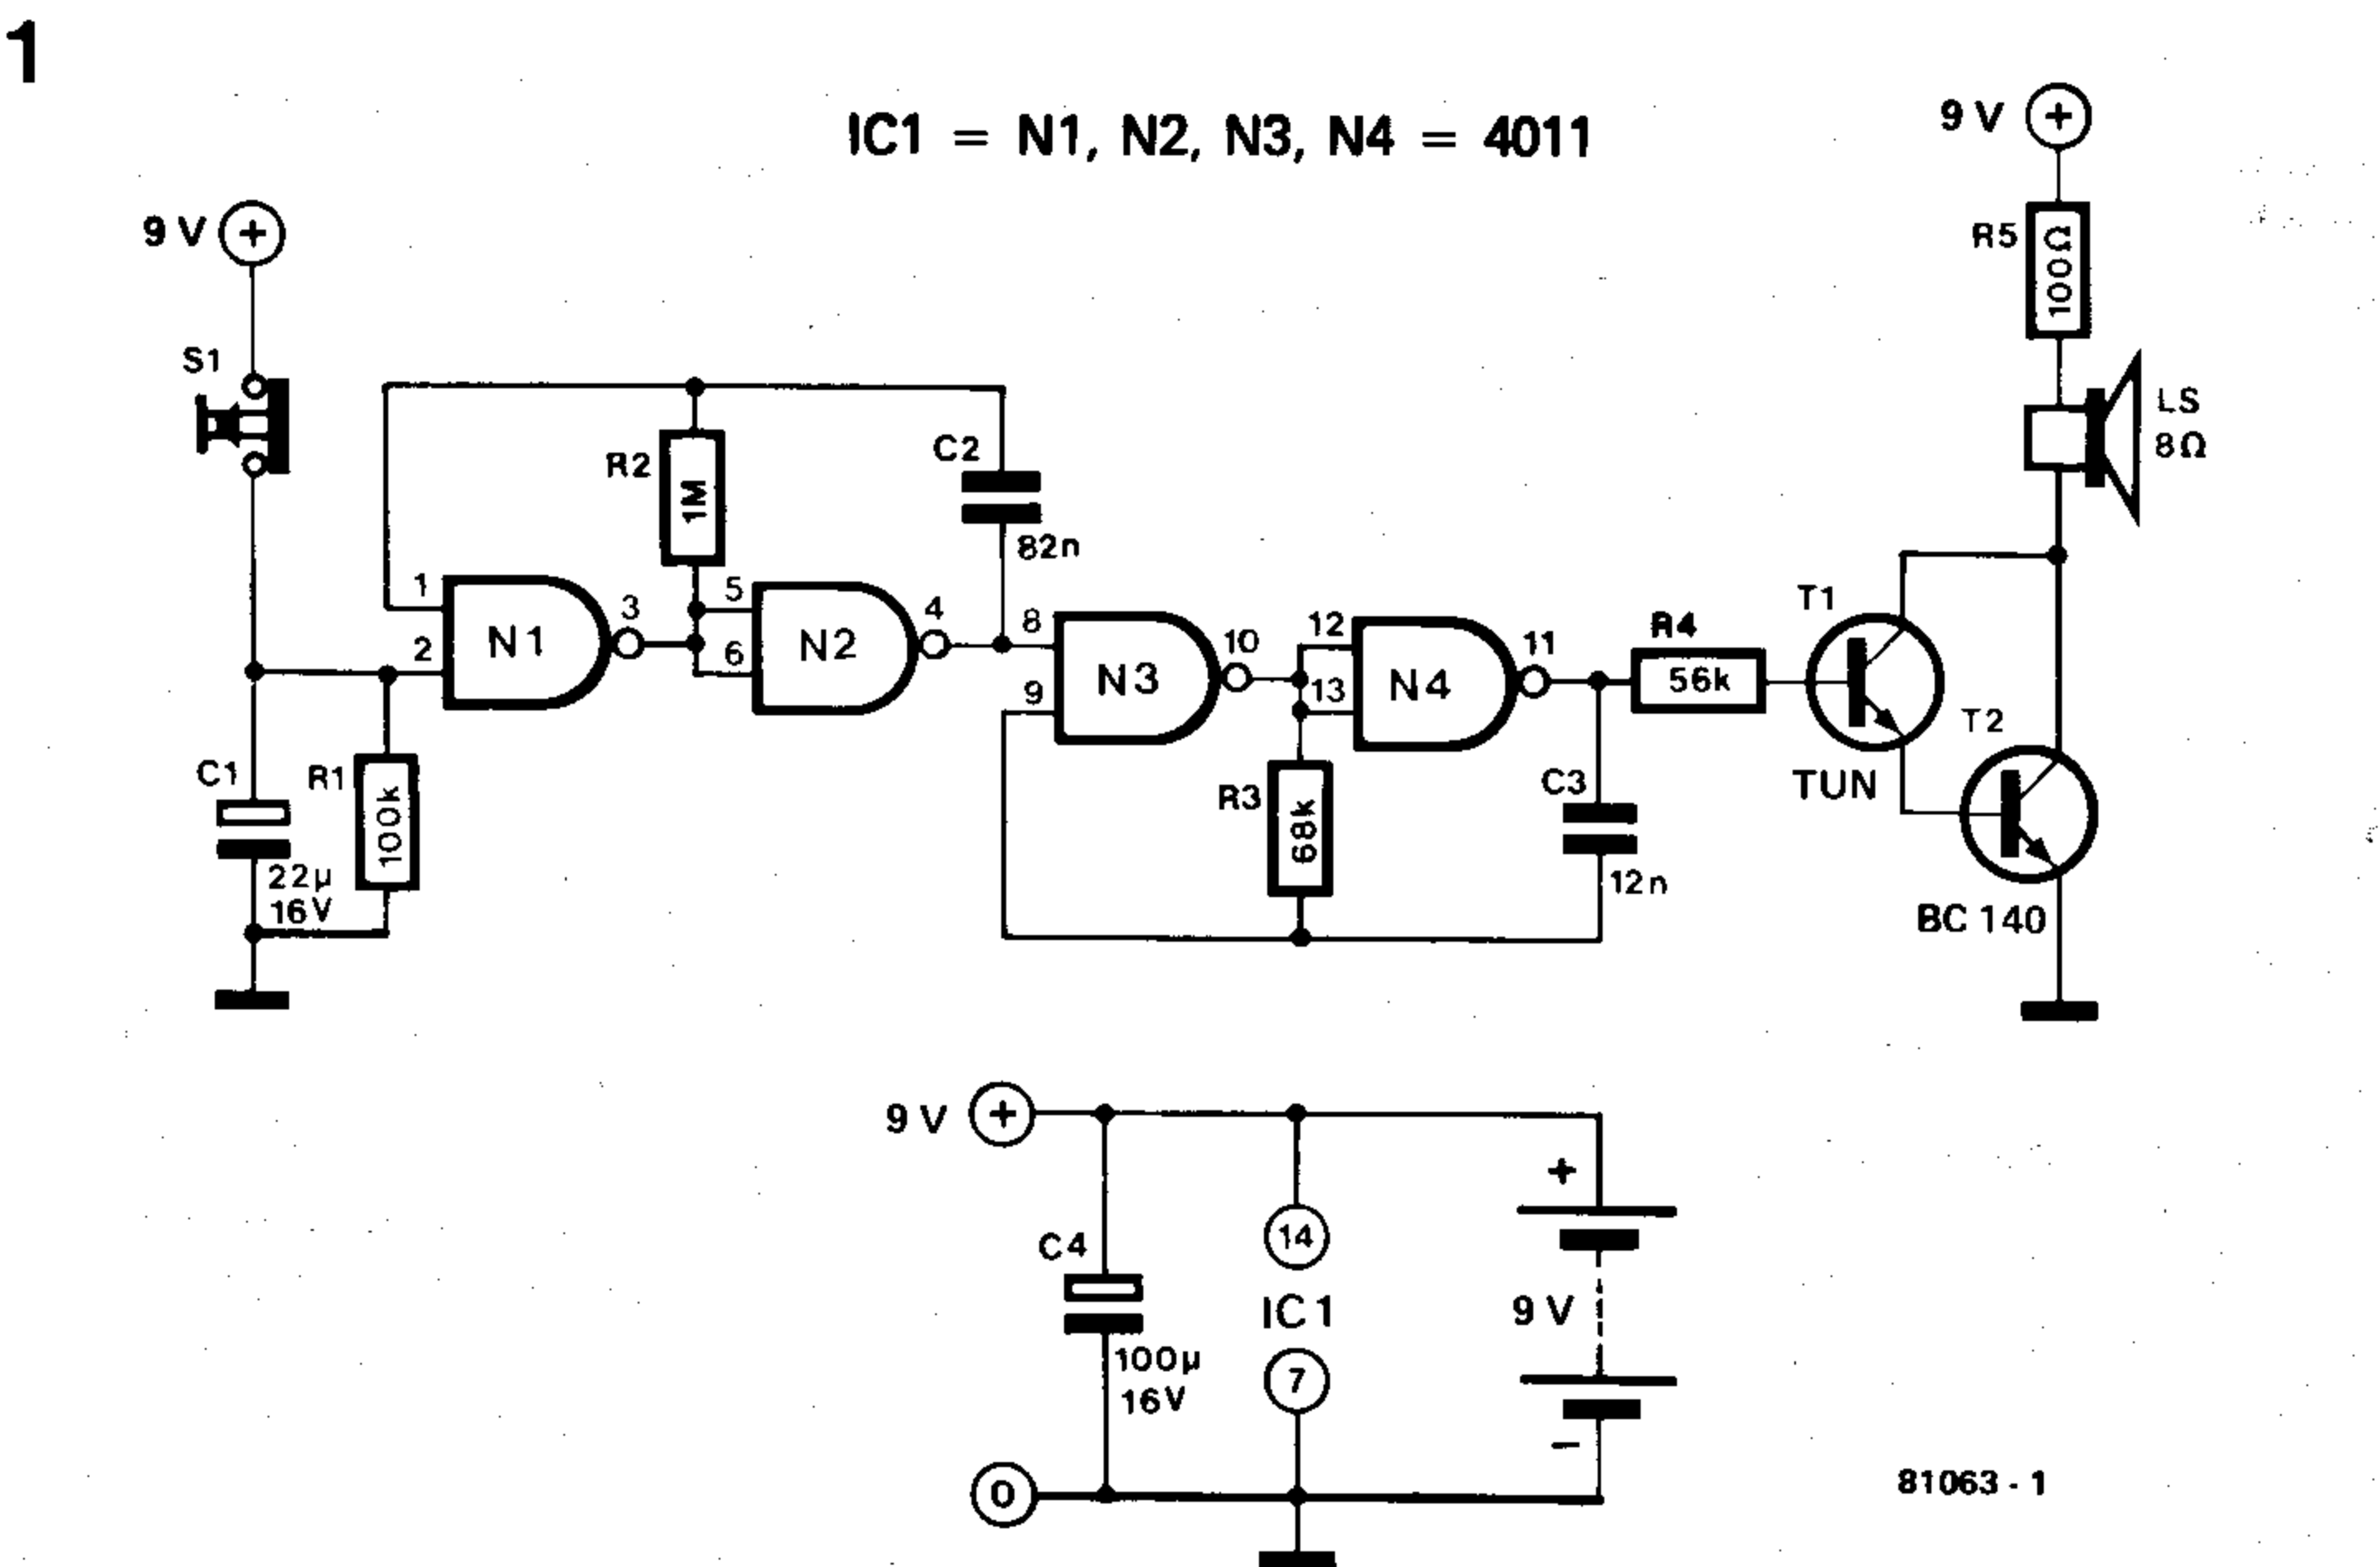 1
IC1 = N1, N2, N3, N4 = 4011
9 V +
9 V +
R5
100Ω
S1
LS
8Ω
R2
1M
C2
82n
1
2
N1
3
5
6
N2
4
8
9
N3
10
12
13
N4
11
R4
56k
T1
TUN
T2
BC 140
C1
22µ
16V
R1
100k
R3
68k
C3
12n
9 V +
C4
100µ
16V
14
IC1
7
+
9 V
−
0
81063 - 1